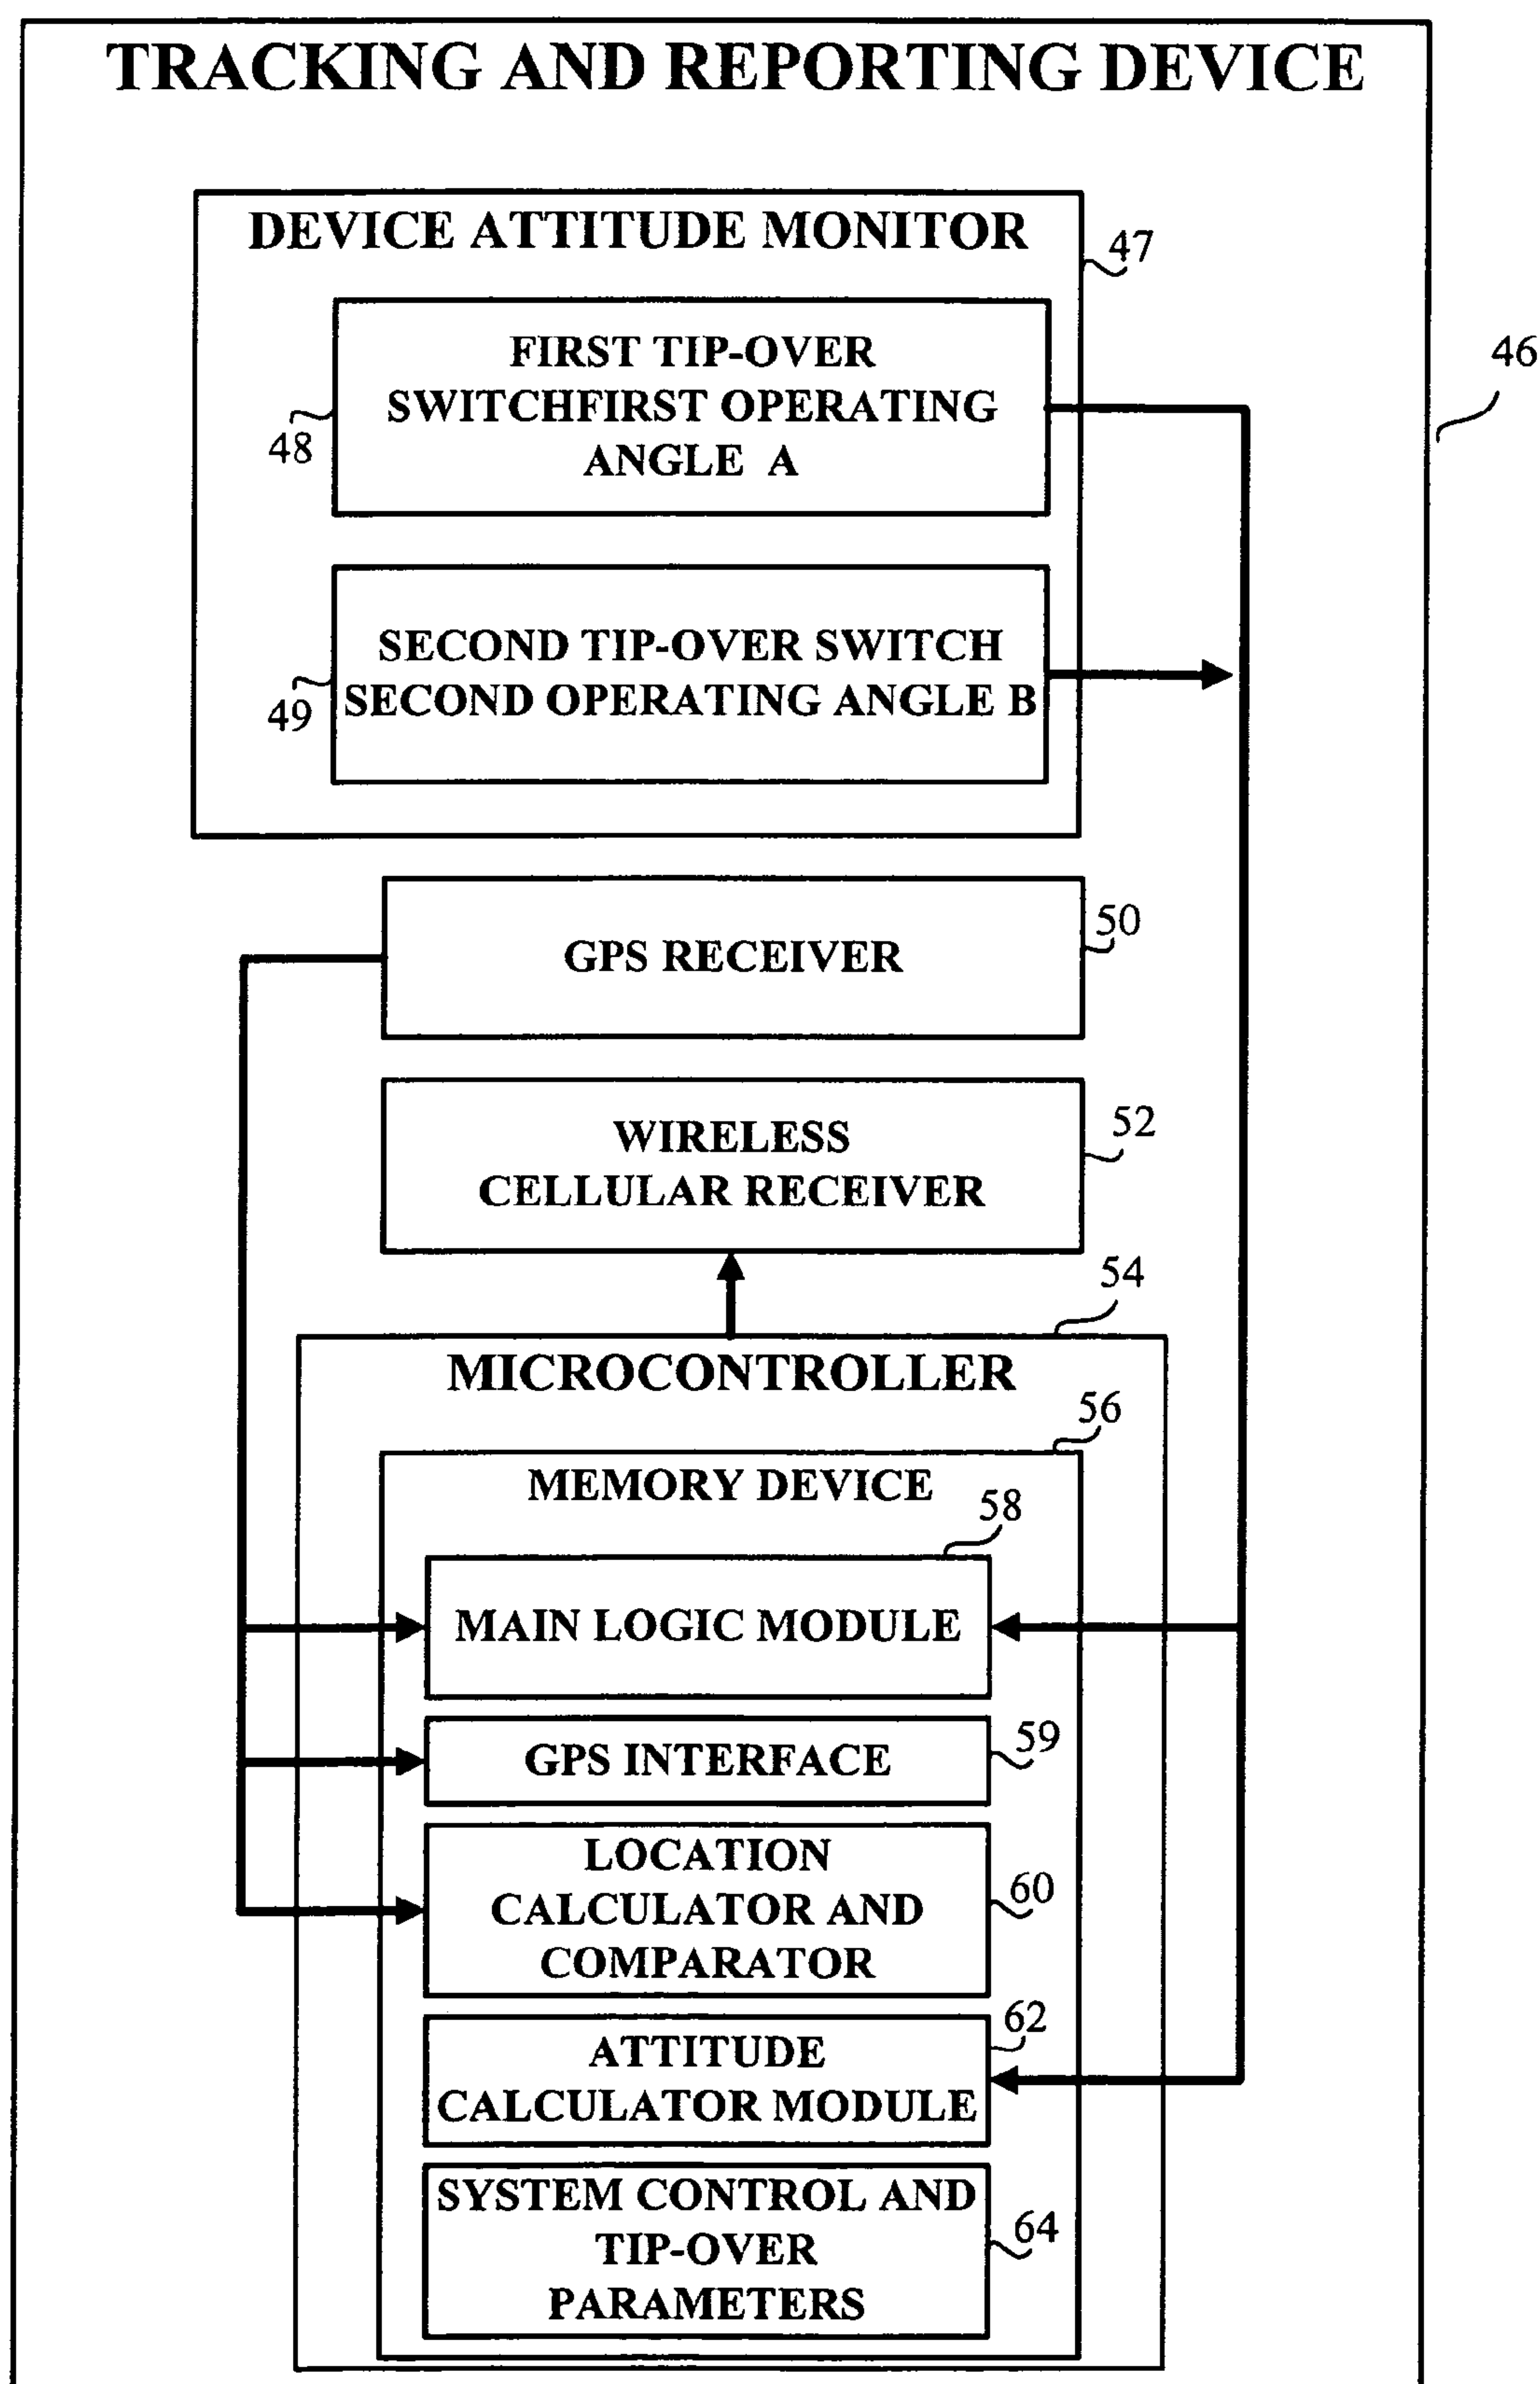 TRACKING AND REPORTING DEVICE
DEVICE ATTITUDE MONITOR
47
FIRST TIP-OVER
SWITCHFIRST OPERATING
ANGLE A
48
46
SECOND TIP-OVER SWITCH
SECOND OPERATING ANGLE B
49
GPS RECEIVER
50
WIRELESS
CELLULAR RECEIVER
52
54
MICROCONTROLLER
56
MEMORY DEVICE
58
MAIN LOGIC MODULE
GPS INTERFACE
59
LOCATION
CALCULATOR AND
COMPARATOR
60
ATTITUDE
CALCULATOR MODULE
62
SYSTEM CONTROL AND
TIP-OVER
PARAMETERS
64